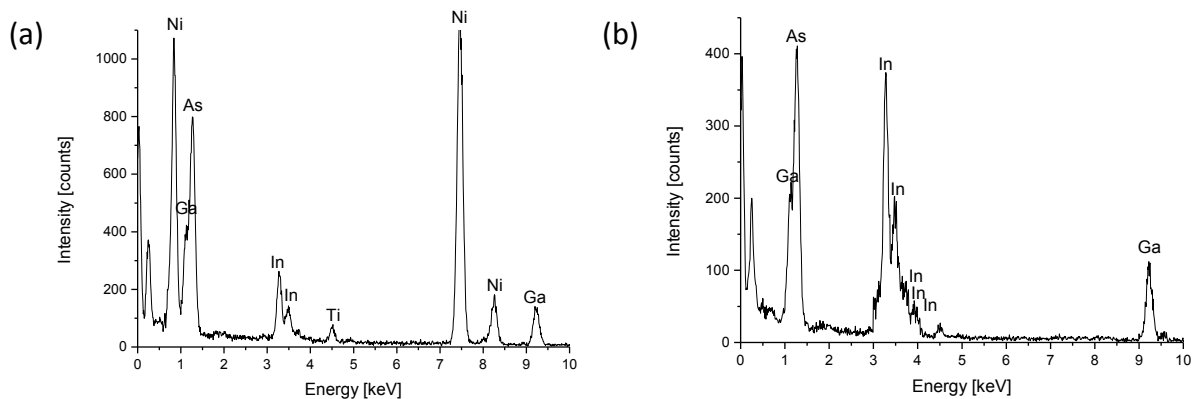 (a)
Intensity [counts]
1000
800
600
400
200
0
Ni
As
Ga
In
In
Ti
Ni
Ni
Ga
0 1 2 3 4 5 6 7 8 9 10
Energy [keV]
(b)
Intensity [counts]
400
300
200
100
0
As
Ga
In
In
In
In
In
Ga
0 1 2 3 4 5 6 7 8 9 10
Energy [keV]